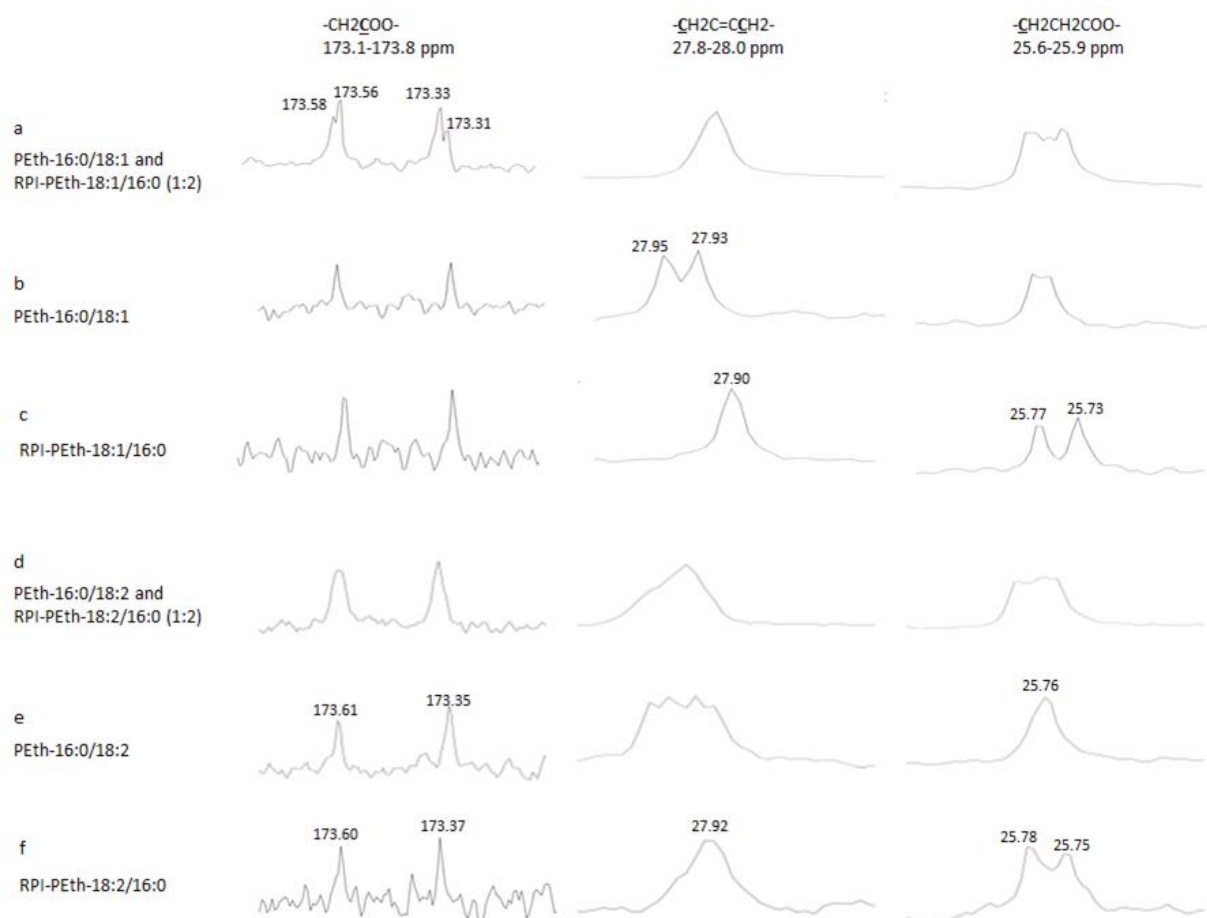 -CH2COO-
173.1-173.8 ppm
-CH2C=CCH2-
27.8-28.0 ppm
-CH2CH2COO-
25.6-25.9 ppm
173.58
173.56
173.33
173.31
a
PEth-16:0/18:1 and
RPI-PEth-18:1/16:0 (1:2)
27.95
27.93
b
PEth-16:0/18:1
27.90
25.77
25.73
c
RPI-PEth-18:1/16:0
d
PEth-16:0/18:2 and
RPI-PEth-18:2/16:0 (1:2)
173.61
173.35
25.76
e
PEth-16:0/18:2
173.60
173.37
27.92
25.78
25.75
f
RPI-PEth-18:2/16:0